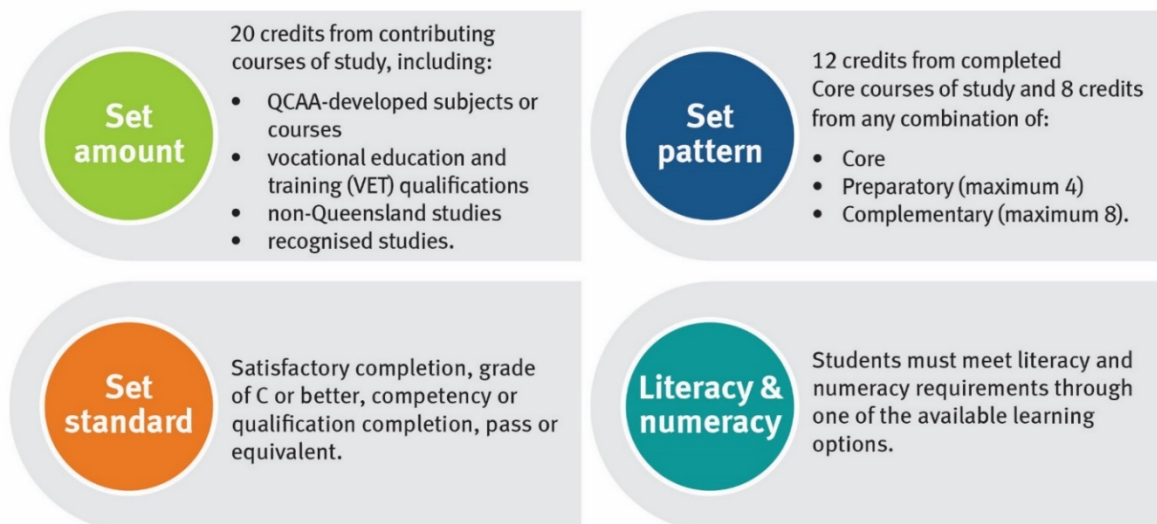 Set
amount
20 credits from contributing
courses of study, including:
• QCAA-developed subjects or
courses
• vocational education and
training (VET) qualifications
• non-Queensland studies
• recognised studies.
Set
pattern
12 credits from completed
Core courses of study and 8 credits
from any combination of:
• Core
• Preparatory (maximum 4)
• Complementary (maximum 8).
Set
standard
Satisfactory completion, grade
of C or better, competency or
qualification completion, pass or
equivalent.
Literacy &
numeracy
Students must meet literacy and
numeracy requirements through
one of the available learning
options.